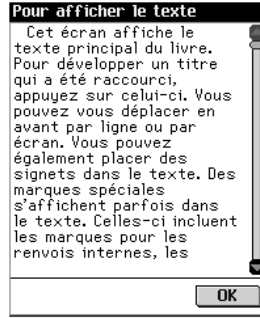 Pour afficher le texte
Cet écran affiche le
texte principal du livre.
Pour développer un titre
qui a été raccourci,
appuyez sur celui-ci. Vous
pouvez vous déplacer en
avant par ligne ou par
écran. Vous pouvez
également placer des
signets dans le texte. Des
marques spéciales
s'affichent parfois dans
le texte. Celles-ci incluent
les marques pour les
renvois internes, les
OK